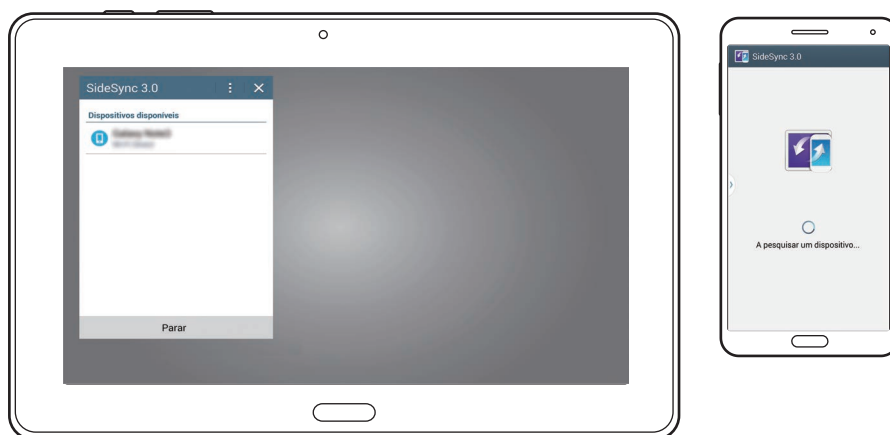 SideSync 3.0
Dispositivos disponíveis
Parar
SideSync 3.0
A pesquisar um dispositivo...